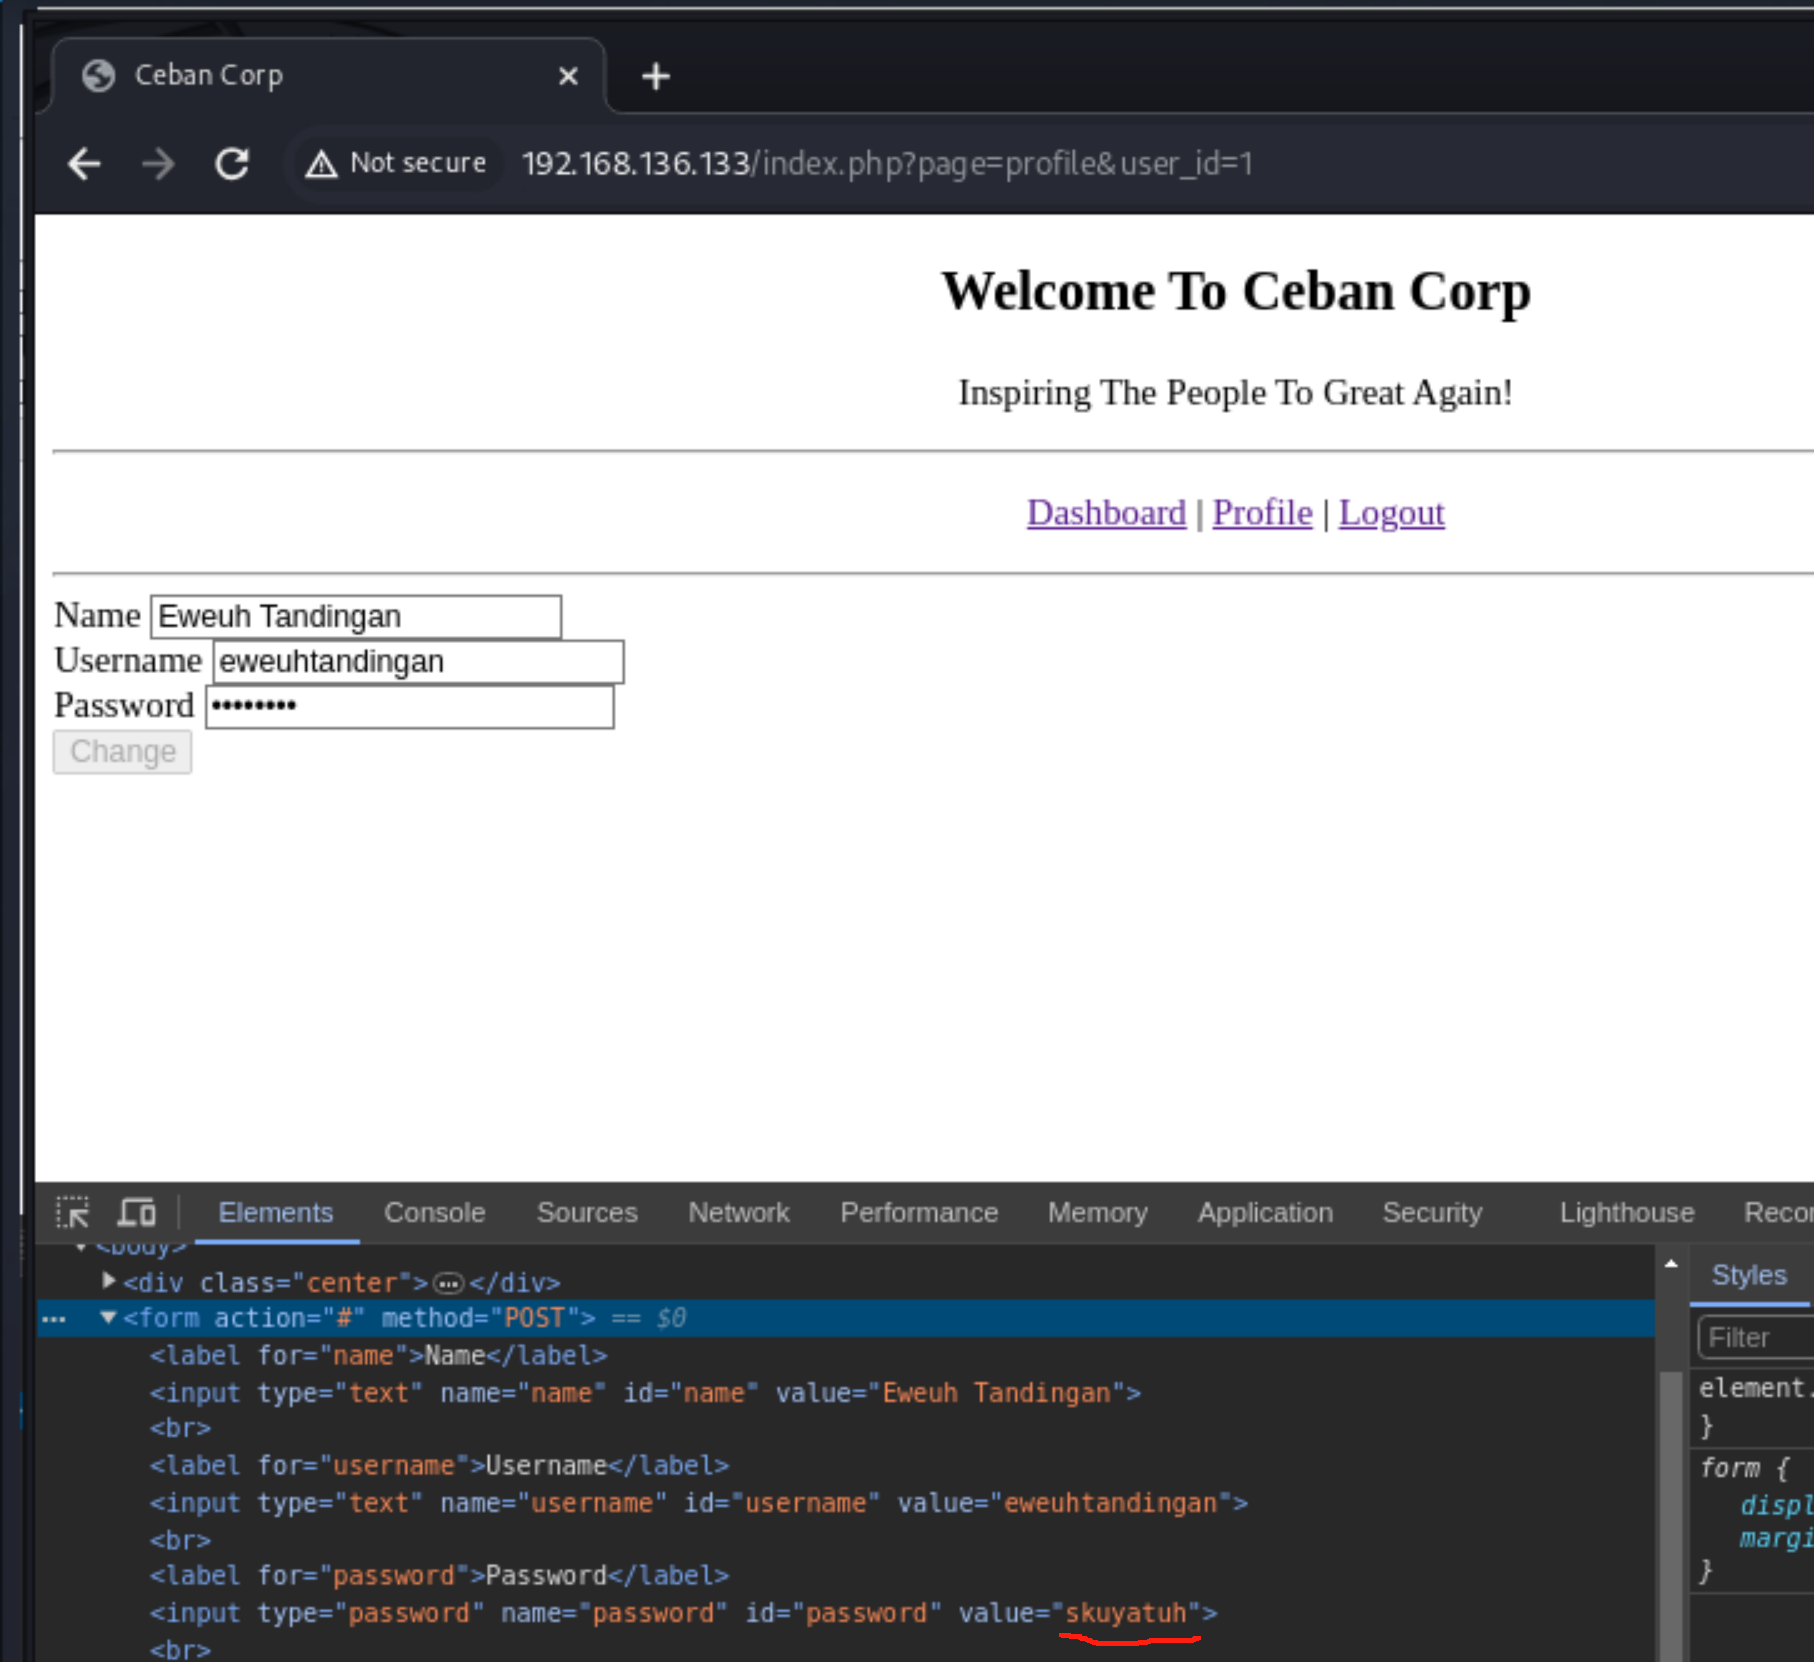 Ceban Corp
Not secure 192.168.136.133/index.php?page=profile&user_id=1
Welcome To Ceban Corp
Inspiring The People To Great Again!
Dashboard | Profile | Logout
Name Eweuh Tandingan
Username eweuhtandingan
Password ••••••••
Change
Elements Console Sources Network Performance Memory Application Security Lighthouse Recor
<body>
<div class="center">…</div>
<form action="#" method="POST"> == $0
<label for="name">Name</label>
<input type="text" name="name" id="name" value="Eweuh Tandingan">
<br>
<label for="username">Username</label>
<input type="text" name="username" id="username" value="eweuhtandingan">
<br>
<label for="password">Password</label>
<input type="password" name="password" id="password" value="skuyatuh">
<br>
Styles
Filter
element.
}
form {
displ
margi
}